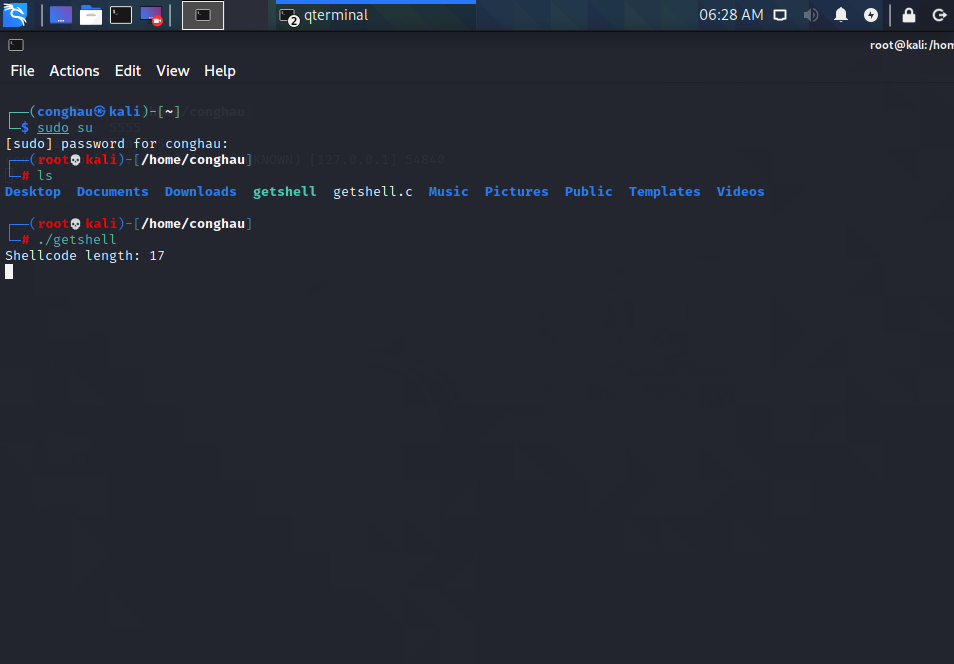 qterminal
2
06:28 AM
root@kali: /hom
File Actions Edit View Help
┌──(conghau㉿kali)-[~]
└─$ sudo su
[sudo] password for conghau:
┌──(root💀kali)-[/home/conghau]
└─# ls
Desktop Documents Downloads getshell getshell.c Music Pictures Public Templates Videos
┌──(root💀kali)-[/home/conghau]
└─# ./getshell
Shellcode length: 17